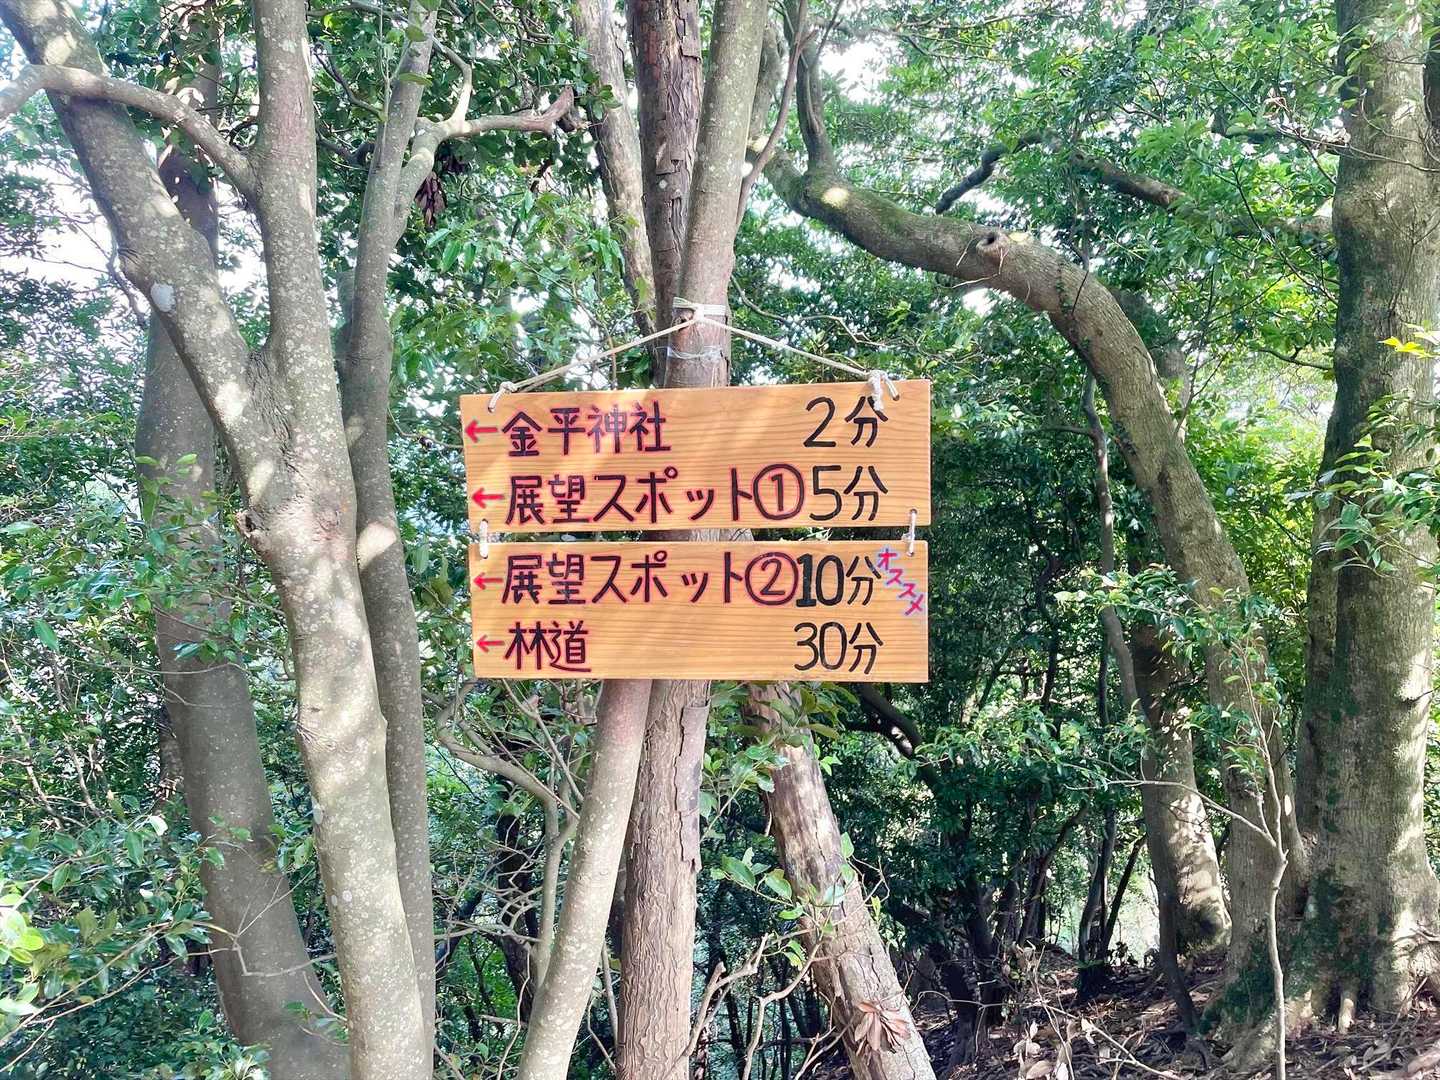 ←金平神社 2分
←展望スポット①5分
←展望スポット②10分オススメ
←林道 30分